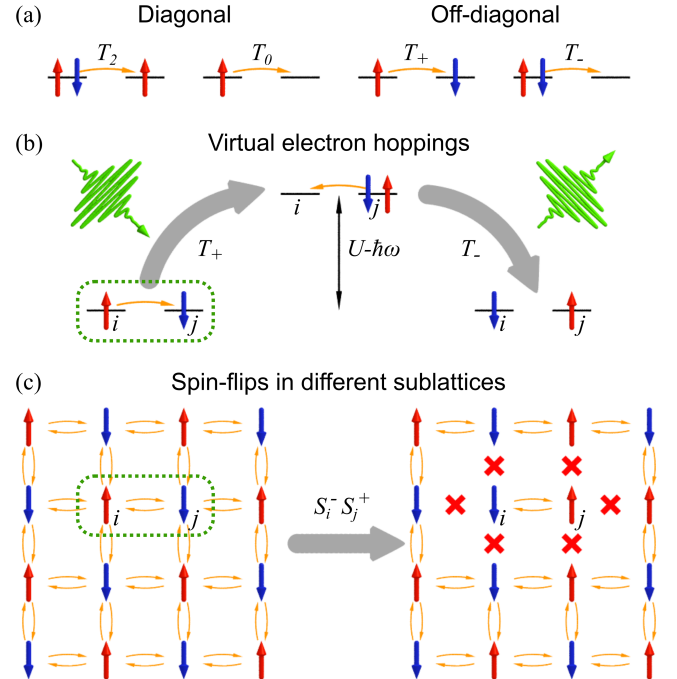 (a) Diagonal Off-diagonal
T₂ T₀ T₊ T₋
(b) Virtual electron hoppings
i j
T₊ U-ħω T₋
i j i j
(c) Spin-flips in different sublattices
i j Sᵢ⁻Sⱼ⁺ i j